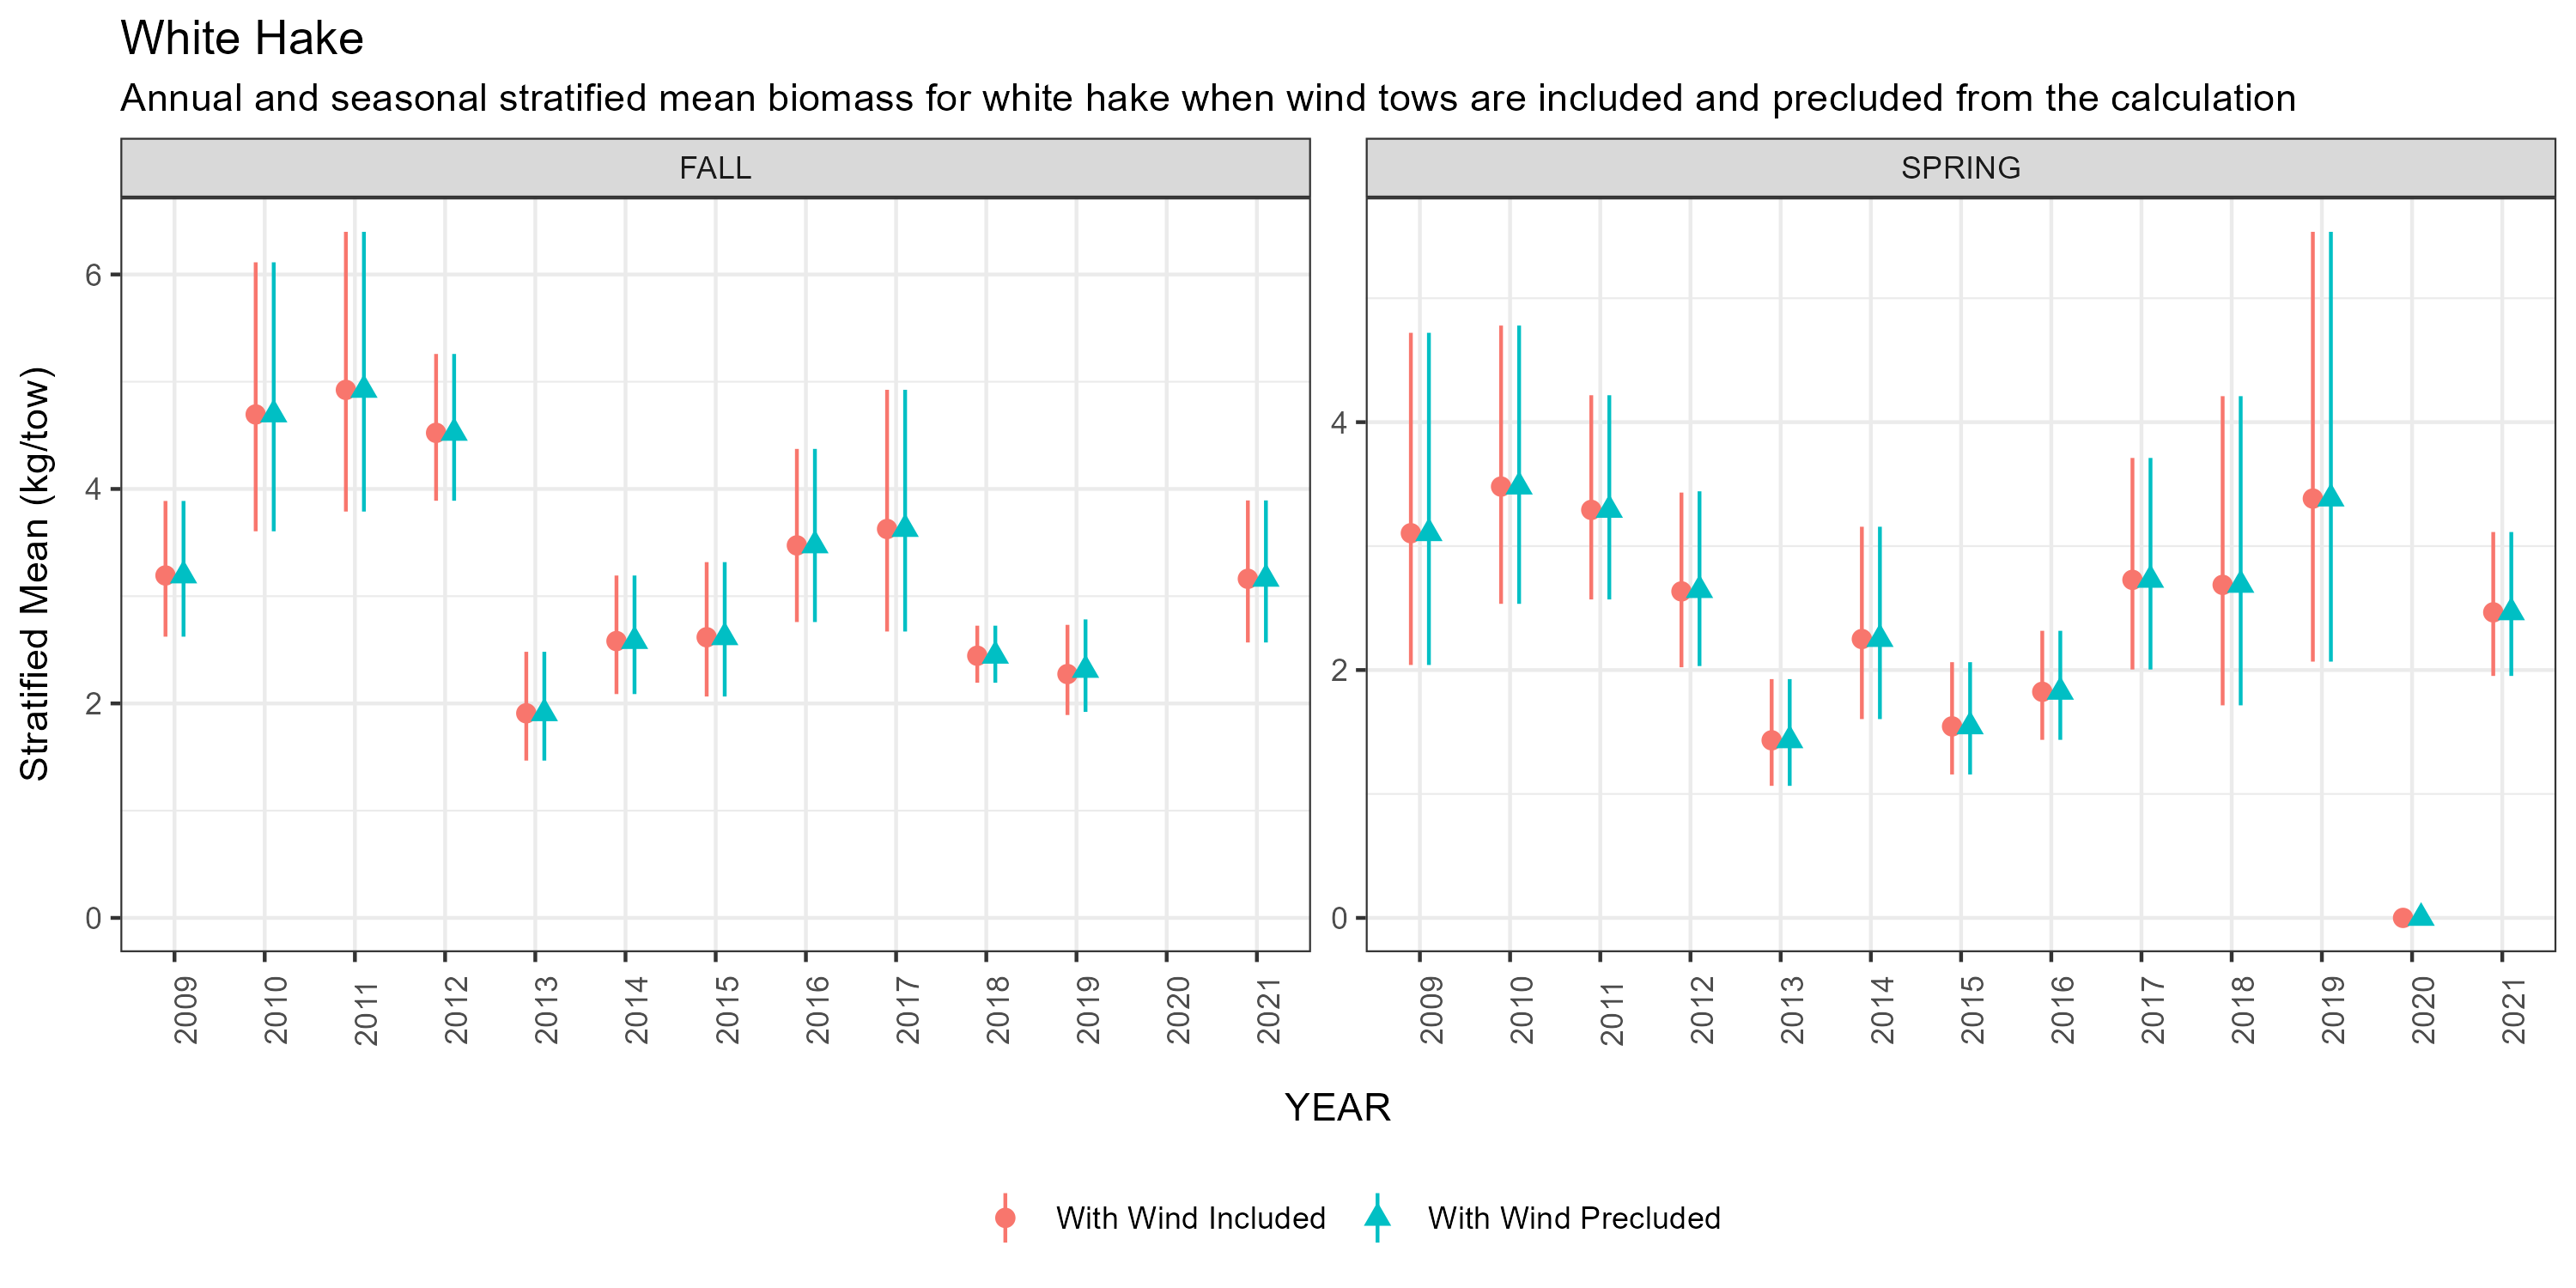 White Hake
Annual and seasonal stratified mean biomass for white hake when wind tows are included and precluded from the calculation
FALL
SPRING
Stratified Mean (kg/tow)
6
4
2
0
4
2
0
2009 2010 2011 2012 2013 2014 2015 2016 2017 2018 2019 2020 2021
2009 2010 2011 2012 2013 2014 2015 2016 2017 2018 2019 2020 2021
YEAR
With Wind Included
With Wind Precluded